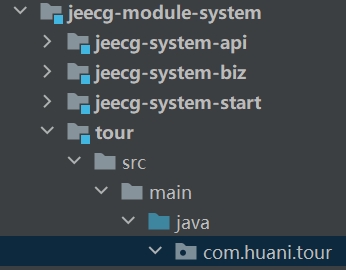 jeecg-module-system
jeecg-system-api
jeecg-system-biz
jeecg-system-start
tour
src
main
java
com.huani.tour